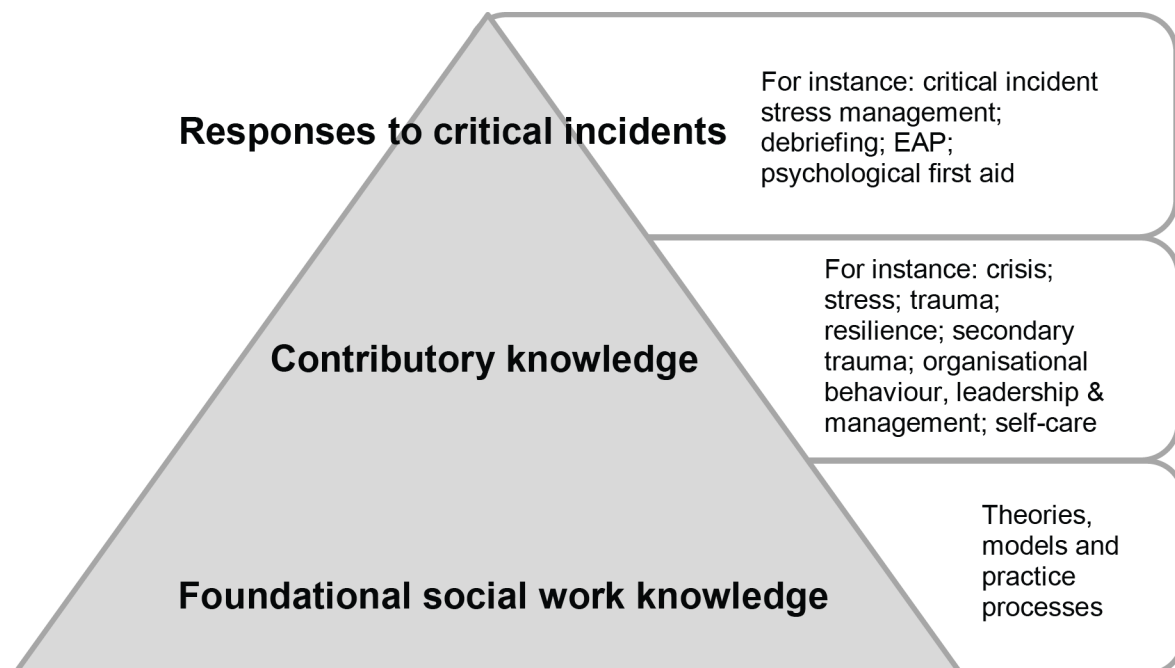 Responses to critical incidents
For instance: critical incident
stress management;
debriefing; EAP;
psychological first aid
Contributory knowledge
For instance: crisis;
stress; trauma;
resilience; secondary
trauma; organisational
behaviour, leadership &
management; self-care
Foundational social work knowledge
Theories,
models and
practice
processes